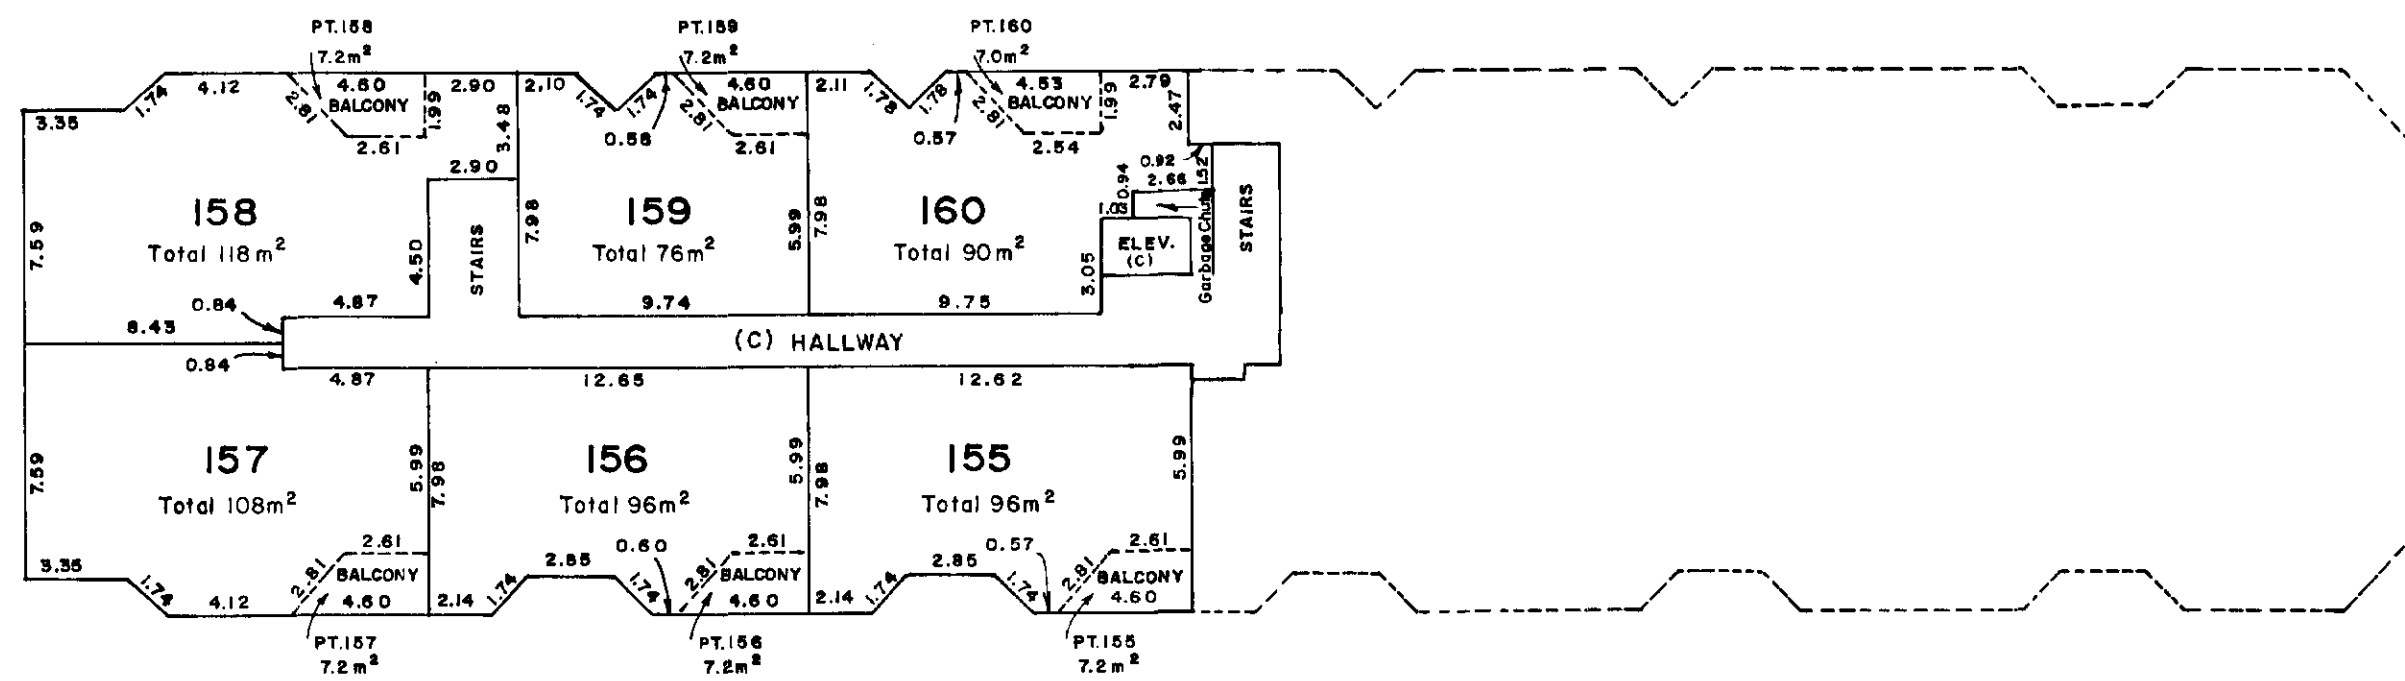 PT.158
7.2m²
PT.159
7.2m²
PT.160
7.0m²
4.12
4.60
2.90
2.10
4.60
2.11
4.53
2.79
1.74
2.81
BALCONY
1.99
1.74
1.74
2.81
BALCONY
1.78
1.78
2.81
BALCONY
1.99
2.47
3.35
2.61
3.48
0.58
2.61
0.57
2.54
0.92
1.52
2.90
0.94
2.66
158
Total 118m²
159
Total 76m²
160
Total 90m²
1.03
7.59
4.50
STAIRS
7.98
5.99
7.98
3.05
ELEV.
(C)
Garbage Chute
STAIRS
0.84
4.87
9.74
9.75
8.43
(C) HALLWAY
0.84
4.87
12.65
12.62
157
Total 108m²
156
Total 96m²
155
Total 96m²
7.59
5.99
7.98
5.99
7.98
5.99
3.35
2.61
2.85
0.60
2.61
2.85
0.57
2.61
1.74
2.81
BALCONY
1.74
1.74
2.81
BALCONY
1.74
1.74
2.81
BALCONY
4.12
4.60
2.14
4.60
2.14
4.60
PT.157
7.2m²
PT.156
7.2m²
PT.155
7.2m²